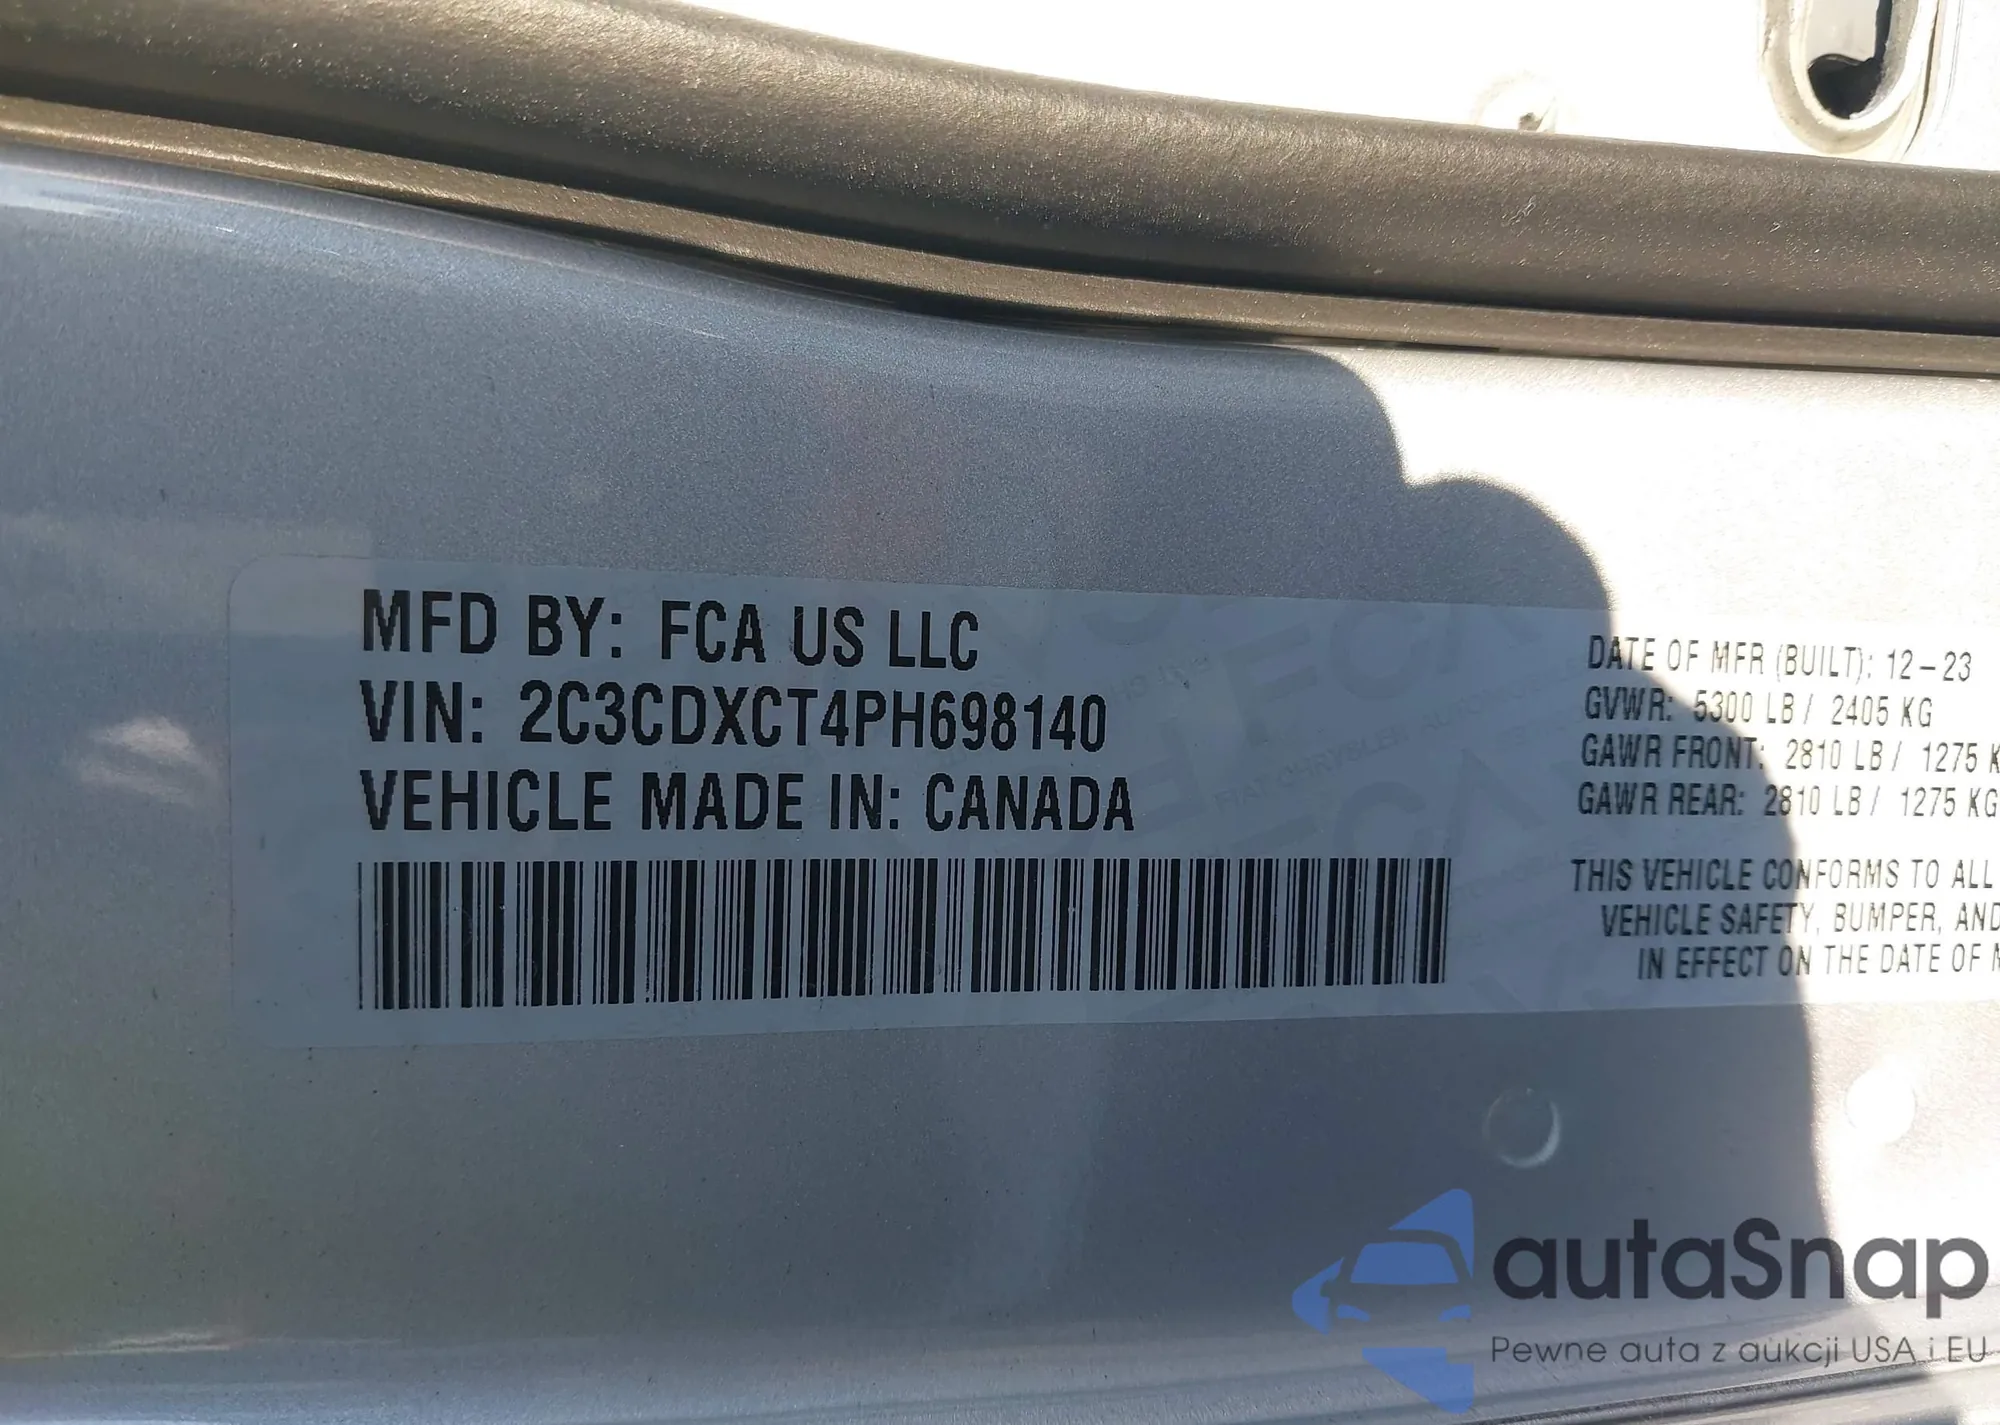 MFD BY: FCA US LLC
VIN: 2C3CDXCT4PH698140
VEHICLE MADE IN: CANADA
DATE OF MFR (BUILT): 12-23
GVWR: 5300 LB / 2405 KG
GAWR FRONT: 2810 LB / 1275 K
GAWR REAR: 2810 LB / 1275 KG
THIS VEHICLE CONFORMS TO ALL
VEHICLE SAFETY, BUMPER, AND
IN EFFECT ON THE DATE OF
autaSnap
Pewne auta z aukcji USA i EU